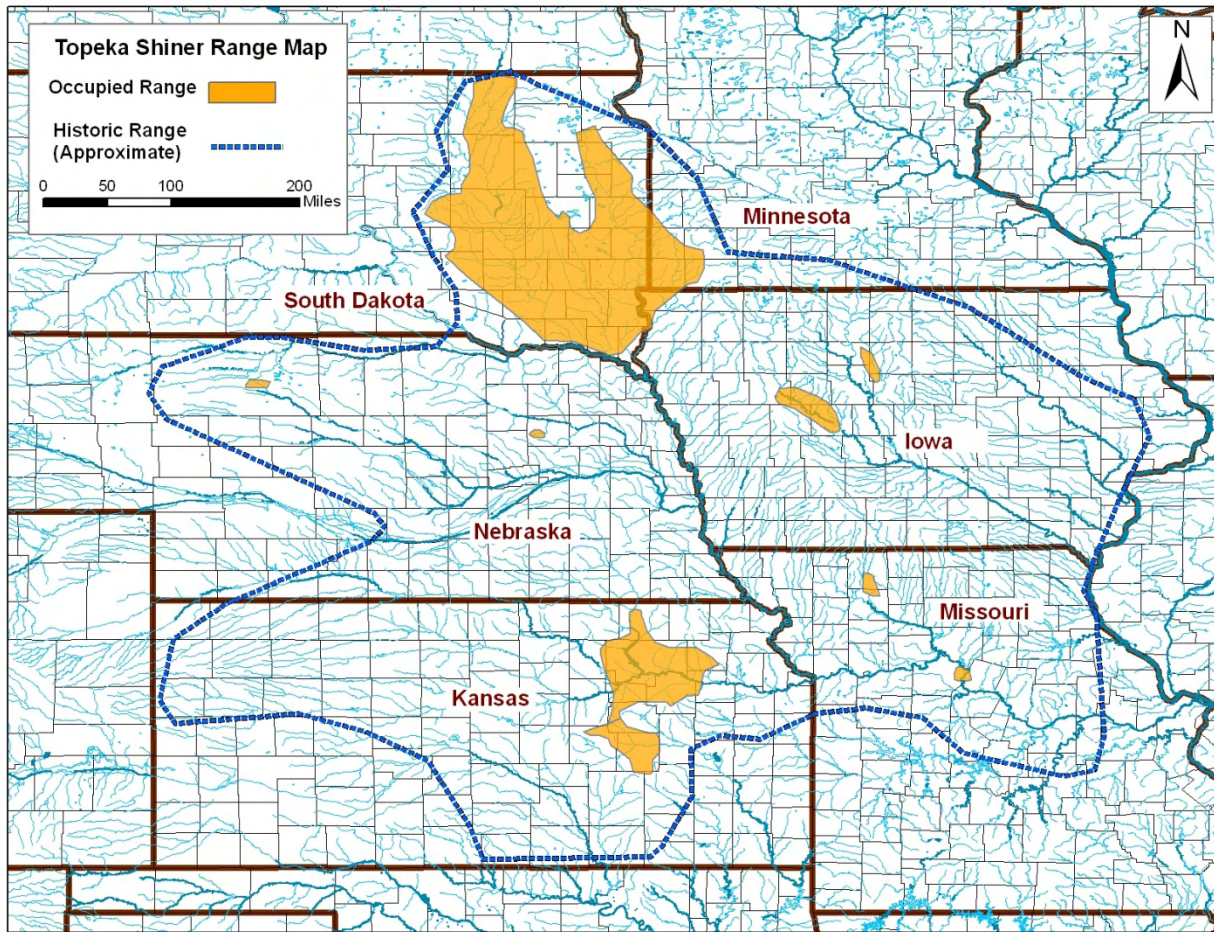 Topeka Shiner Range Map
Occupied Range
Historic Range
(Approximate)
0 50 100 200
Miles
N
Minnesota
South Dakota
Iowa
Nebraska
Missouri
Kansas